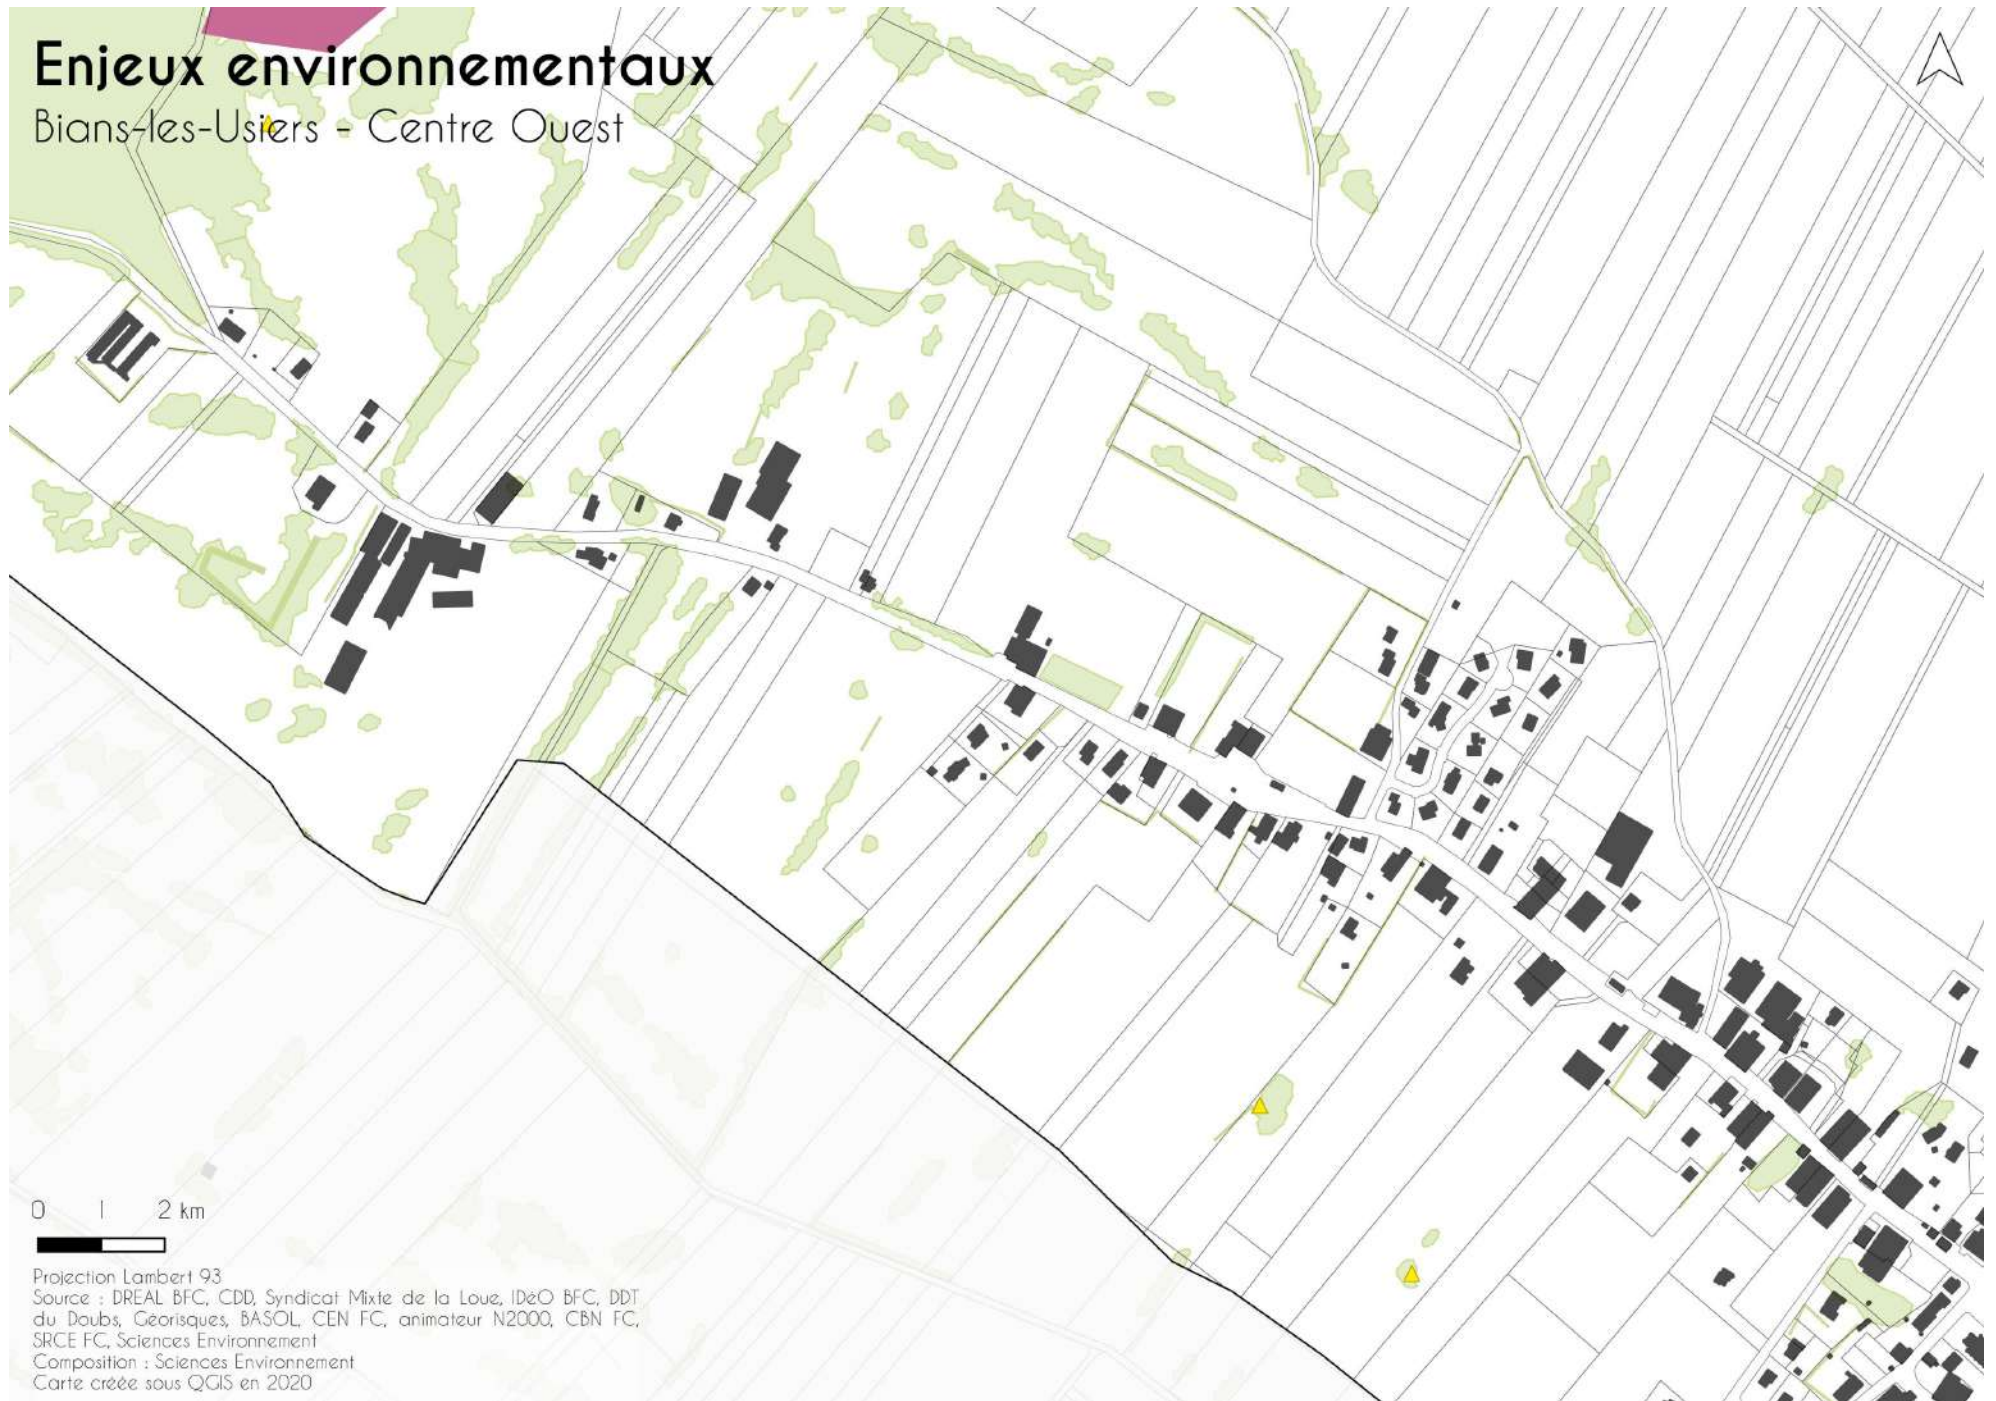 Enjeux environnementaux
Bians-les-Usiers - Centre Ouest
0 1 2 km
Projection Lambert 93
Source : DREAL BFC, CDD, Syndicat Mixte de la Loue, IDéO BFC, DDT
du Doubs, Géorisques, BASOL, CEN FC, animateur N2000, CBN FC,
SRCE FC, Sciences Environnement
Composition : Sciences Environnement
Carte créée sous QGIS en 2020